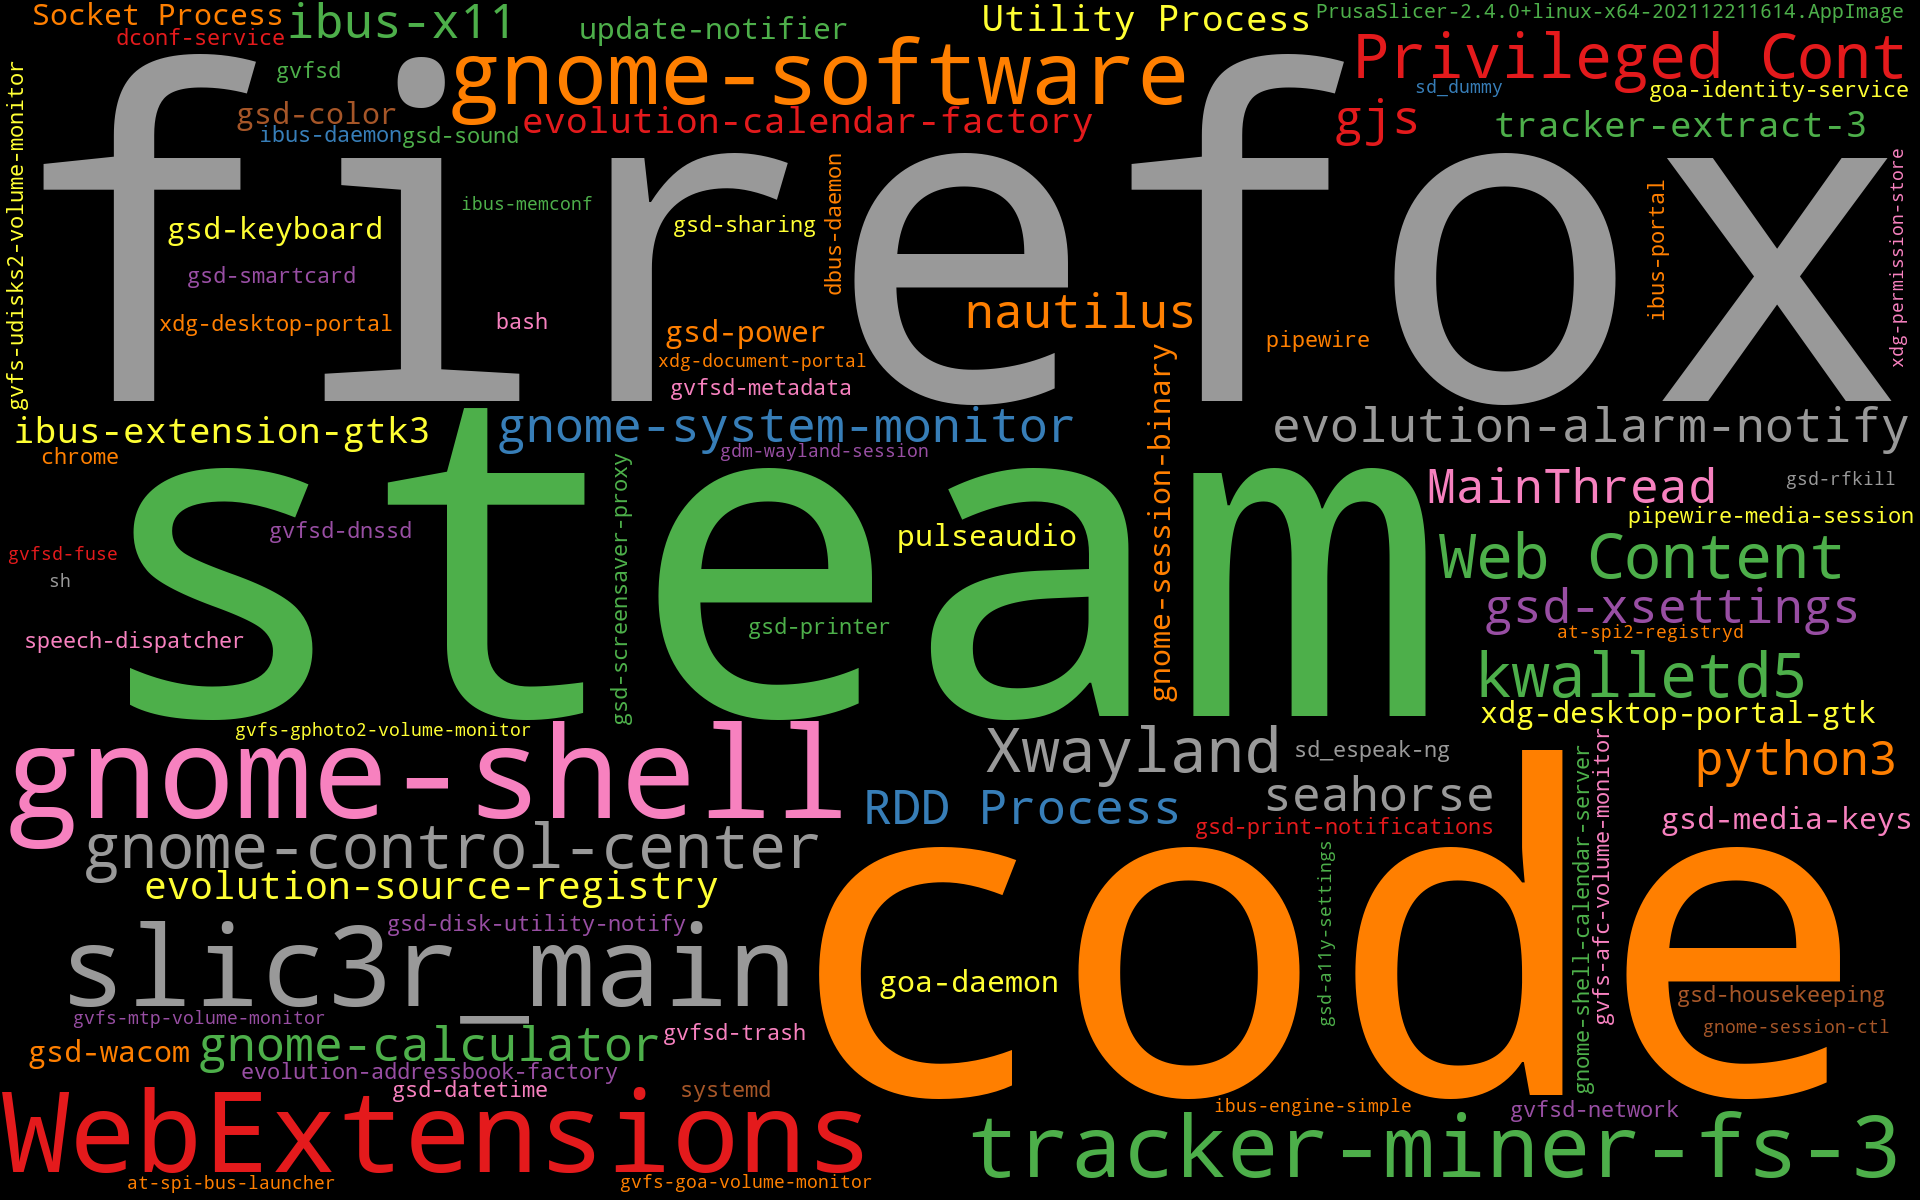 Socket Process
ibus-x11
update-notifier
Utility Process
PrusaSlicer-2.4.0+linux-x64-202112211614.AppImage
dconf-service
gvfsd
gnome-software
Privileged Cont
sd_dummy
goa-identity-service
gsd-color
ibus-daemon
gsd-sound
evolution-calendar-factory
gjs
tracker-extract-3
gvfs-udisks2-volume-monitor
firefox
ibus-memconf
gsd-keyboard
gsd-sharing
dbus-daemon
ibus-portal
xdg-permission-store
gsd-smartcard
xdg-desktop-portal
bash
gsd-power
nautilus
pipewire
xdg-document-portal
gvfsd-metadata
gnome-session-binary
ibus-extension-gtk3
gnome-system-monitor
evolution-alarm-notify
chrome
gdm-wayland-session
steam
MainThread
gsd-rfkill
pipewire-media-session
gvfsd-dnssd
gsd-screensaver-proxy
pulseaudio
gvfsd-fuse
sh
Web Content
gsd-xsettings
speech-dispatcher
gsd-printer
at-spi2-registryd
kwalletd5
xdg-desktop-portal-gtk
gvfs-gphoto2-volume-monitor
gnome-shell
Xwayland
sd_espeak-ng
python3
RDD Process
seahorse
gsd-print-notifications
gnome-shell-calendar-server
gvfs-afc-volume-monitor
gsd-media-keys
gnome-control-center
evolution-source-registry
code
gsd-a11y-settings
gsd-disk-utility-notify
slic3r_main
goa-daemon
gsd-housekeeping
gvfs-mtp-volume-monitor
gnome-session-ctl
gsd-wacom
gnome-calculator
gvfsd-trash
evolution-addressbook-factory
gsd-datetime
systemd
WebExtensions
ibus-engine-simple
gvfsd-network
tracker-miner-fs-3
at-spi-bus-launcher
gvfs-goa-volume-monitor